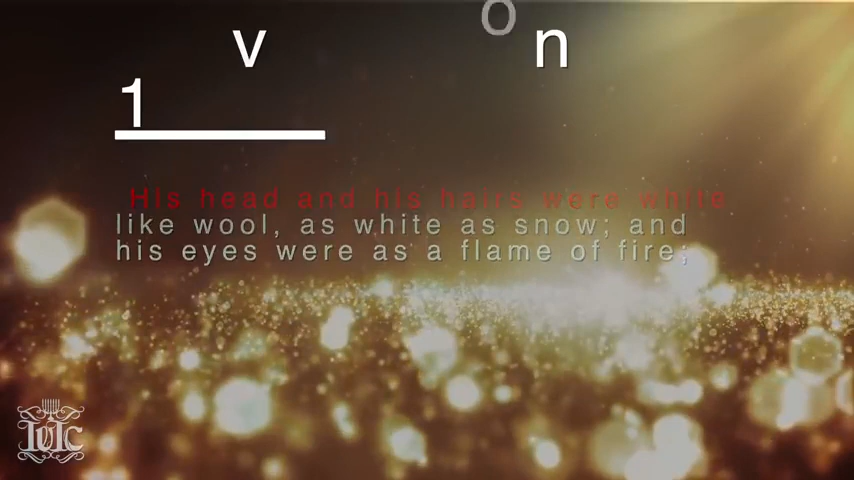 v o n
1
His head and his hairs were white
like wool, as white as snow; and
his eyes were as a flame of fire;
IUIC